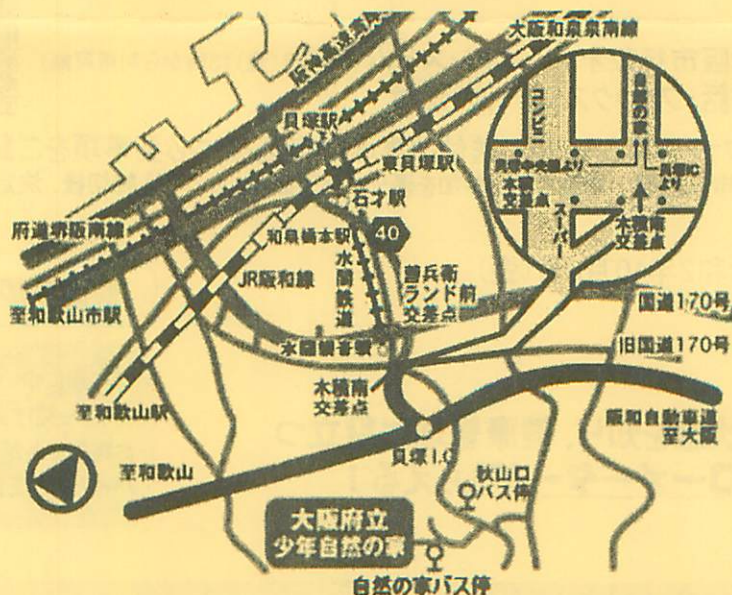 大阪和泉泉南線
阪神高速湾岸
貝塚駅
東貝塚駅
石才駅
府道堺阪南線
和泉橋本駅
40
水間鉄道
JR阪和線
至和歌山市駅
コンビニ
自然の家
貝塚中央線より
貝塚IC
より
木積
交差点
スーパー
木積南
交差点
ランド前
交差点
国道170号
水間観音駅
旧国道170号
木積南
交差点
至和歌山駅
阪和自動車道
至大阪
貝塚I.C
至和歌山
秋山口
バス停
大阪府立
少年自然の家
自然の家バス停